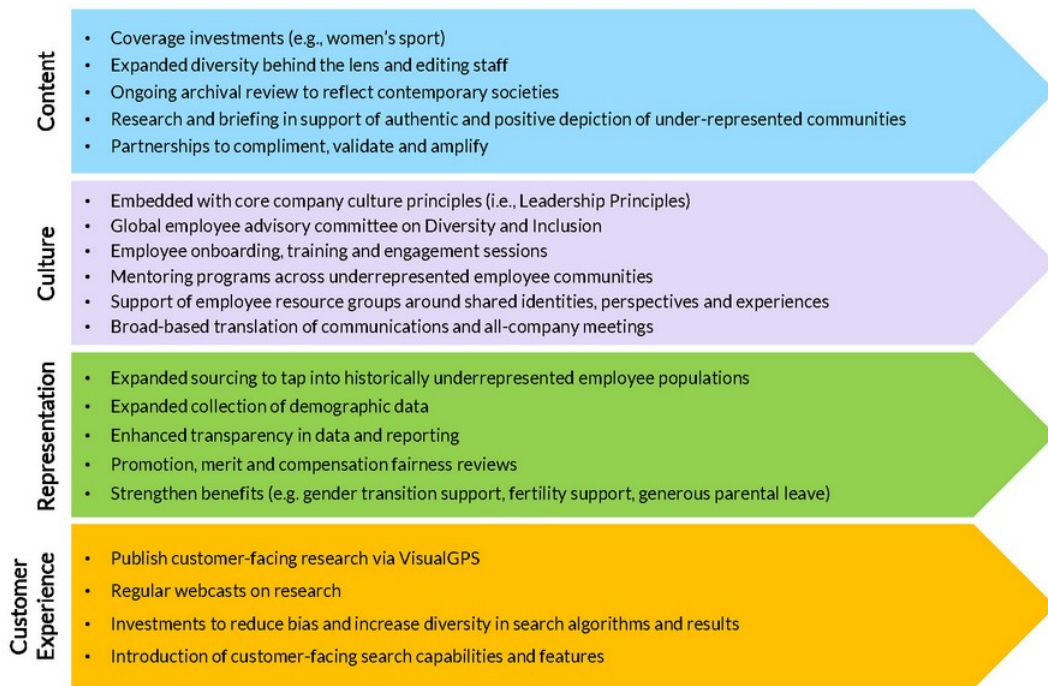 Content
• Coverage investments (e.g., women's sport)
• Expanded diversity behind the lens and editing staff
• Ongoing archival review to reflect contemporary societies
• Research and briefing in support of authentic and positive depiction of under-represented communities
• Partnerships to compliment, validate and amplify
Culture
• Embedded with core company culture principles (i.e., Leadership Principles)
• Global employee advisory committee on Diversity and Inclusion
• Employee onboarding, training and engagement sessions
• Mentoring programs across underrepresented employee communities
• Support of employee resource groups around shared identities, perspectives and experiences
• Broad-based translation of communications and all-company meetings
Representation
• Expanded sourcing to tap into historically underrepresented employee populations
• Expanded collection of demographic data
• Enhanced transparency in data and reporting
• Promotion, merit and compensation fairness reviews
• Strengthen benefits (e.g. gender transition support, fertility support, generous parental leave)
Customer
Experience
• Publish customer-facing research via VisualGPS
• Regular webcasts on research
• Investments to reduce bias and increase diversity in search algorithms and results
• Introduction of customer-facing search capabilities and features